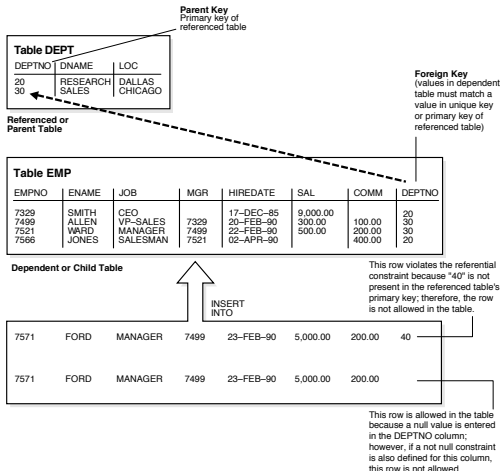 Parent Key
Primary key of
referenced table
Table DEPT
DEPTNO DNAME LOC
20 RESEARCH DALLAS
30 SALES CHICAGO
Referenced or
Parent Table
Foreign Key
(values in dependent
table must match a
value in unique key
or primary key of
referenced table)
Table EMP
EMPNO ENAME JOB MGR HIREDATE SAL COMM DEPTNO
7329 SMITH CEO 17–DEC–85 9,000.00 20
7499 ALLEN VP–SALES 7329 20–FEB–90 300.00 100.00 30
7521 WARD MANAGER 7499 22–FEB–90 500.00 200.00 30
7566 JONES SALESMAN 7521 02–APR–90 400.00 20
Dependent or Child Table
This row violates the referential
constraint because "40" is not
present in the referenced table's
primary key; therefore, the row
is not allowed in the table.
INSERT
INTO
7571 FORD MANAGER 7499 23–FEB–90 5,000.00 200.00 40
7571 FORD MANAGER 7499 23–FEB–90 5,000.00 200.00
This row is allowed in the table
because a null value is entered
in the DEPTNO column;
however, if a not null constraint
is also defined for this column,
this row is not allowed.